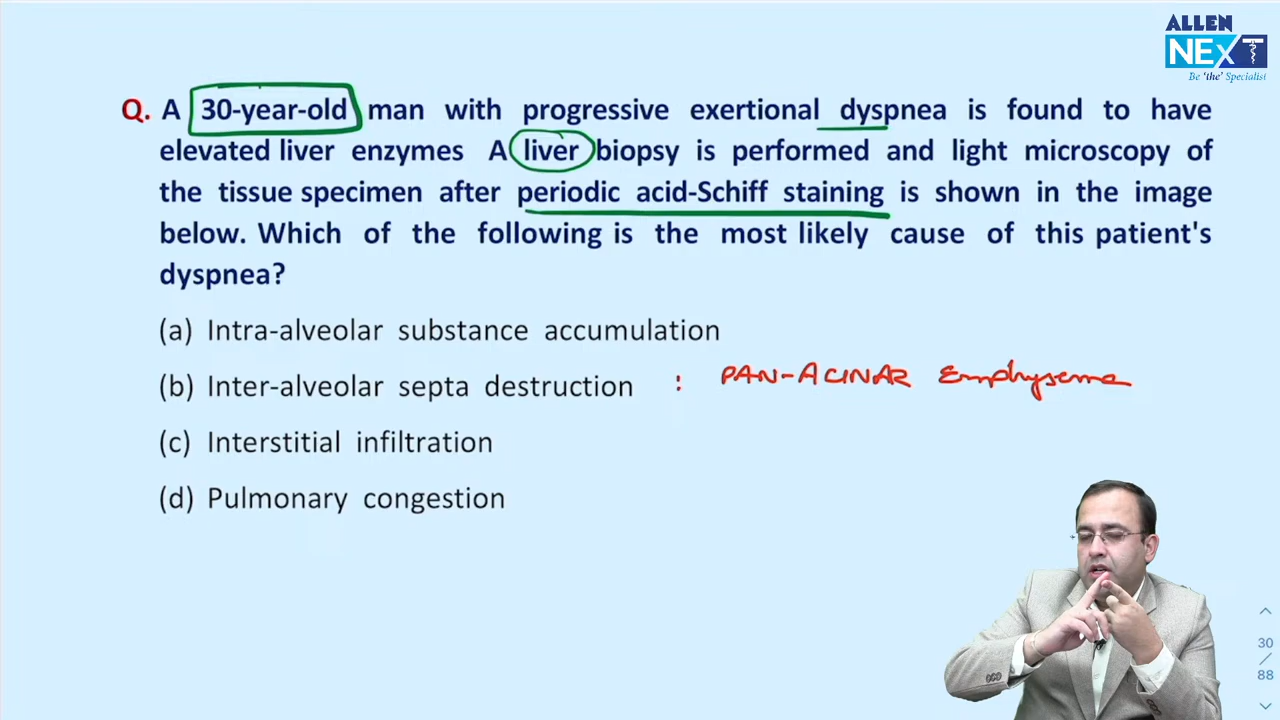 ALLEN
NExT
Be 'the' Specialist
Q. A 30-year-old man with progressive exertional dyspnea is found to have
elevated liver enzymes A liver biopsy is performed and light microscopy of
the tissue specimen after periodic acid-Schiff staining is shown in the image
below. Which of the following is the most likely cause of this patient's
dyspnea?
(a) Intra-alveolar substance accumulation
(b) Inter-alveolar septa destruction : PAN-ACINAR Emphysema
(c) Interstitial infiltration
(d) Pulmonary congestion
30
/
88